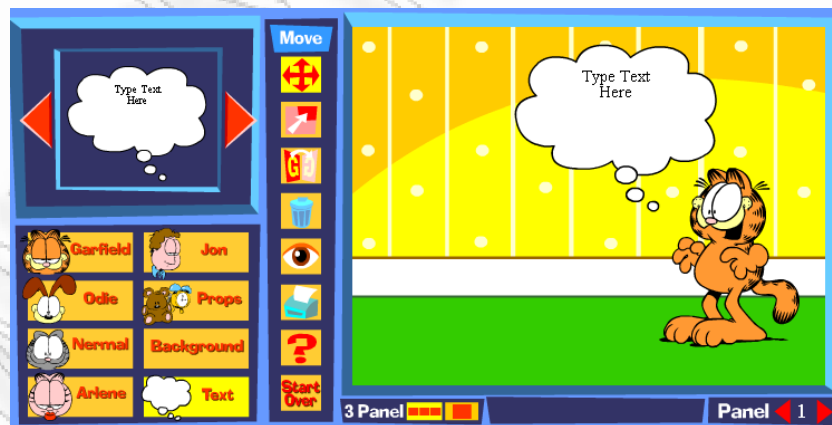 Type Text
Here
Garfield
Jon
Odie
Props
Nermal
Background
Arlene
Text
Move
G
?
Start
Over
Type Text
Here
3 Panel
Panel 1